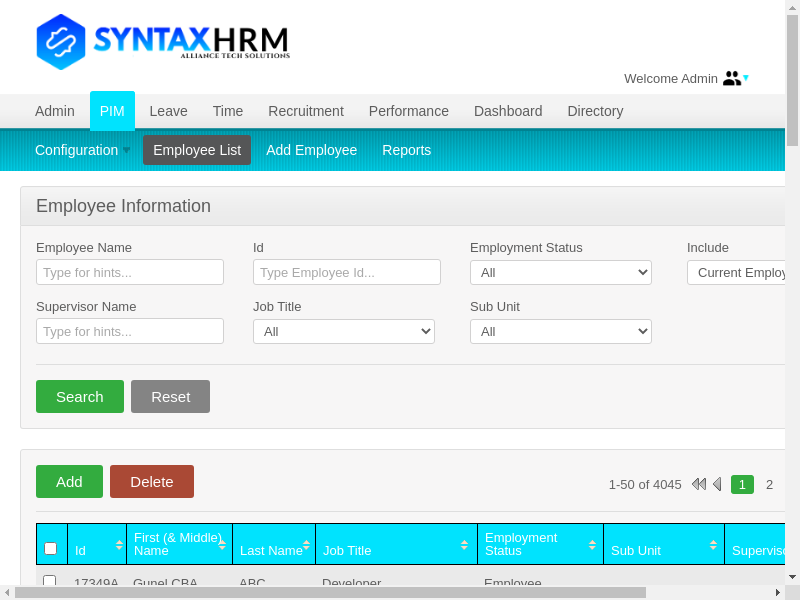 SYNTAXHRM
ALLIANCE TECH SOLUTIONS
Welcome Admin
Admin PIM Leave Time Recruitment Performance Dashboard Directory
Configuration Employee List Add Employee Reports
Employee Information
Employee Name Id Employment Status Include
Type for hints... Type Employee Id... All Current Employ
Supervisor Name Job Title Sub Unit
Type for hints... All All
Search Reset
Add Delete 1-50 of 4045 1 2
Id First (& Middle) Name Last Name Job Title Employment Status Sub Unit Supervisor
17349A Gunel CBA ABC Developer Employee